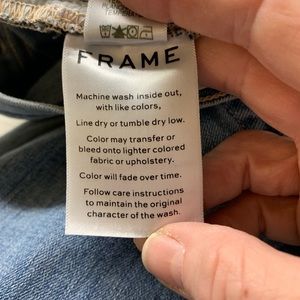 FRAME
Machine wash inside out,
with like colors,
Line dry or tumble dry low.
Color may transfer or
bleed onto lighter colored
fabric or upholstery.
Color will fade over time.
Follow care instructions
to maintain the original
character of the wash.